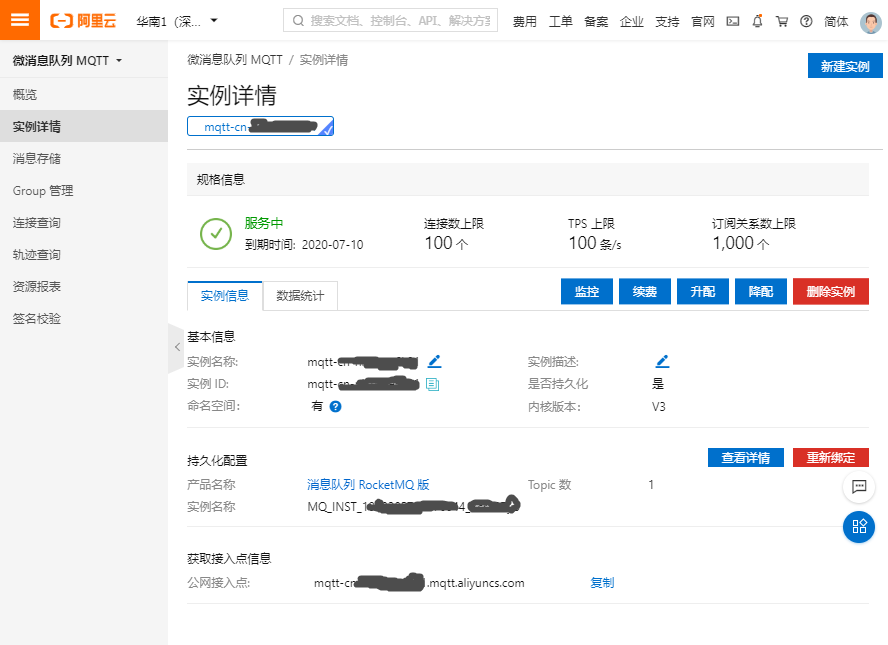 阿里云 华南1（深... 搜索文档、控制台、API、解决方案 费用 工单 备案 企业 支持 官网 简体
微消息队列 MQTT
概览
实例详情
消息存储
Group 管理
连接查询
轨迹查询
资源报表
签名校验
微消息队列 MQTT / 实例详情
新建实例
实例详情
mqtt-cn-
规格信息
服务中
到期时间: 2020-07-10
连接数上限
100 个
TPS 上限
100 条/s
订阅关系数上限
1,000 个
实例信息 数据统计 监控 续费 升配 降配 删除实例
基本信息
实例名称: mqtt-cn 实例描述:
实例 ID: mqtt-cn- 是否持久化 是
命名空间: 有 内核版本: V3
持久化配置 查看详情 重新绑定
产品名称 消息队列 RocketMQ 版 Topic 数 1
实例名称 MQ_INST_1
获取接入点信息
公网接入点: mqtt-cn .mqtt.aliyuncs.com 复制